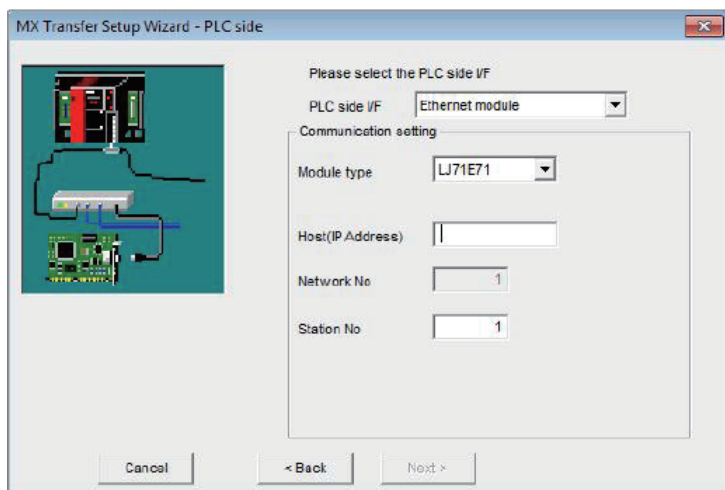 MX Transfer Setup Wizard - PLC side
Please select the PLC side I/F
PLC side I/F Ethernet module
Communication setting
Module type LJ71E71
Host(IP Address)
Network No 1
Station No 1
Cancel < Back Next >